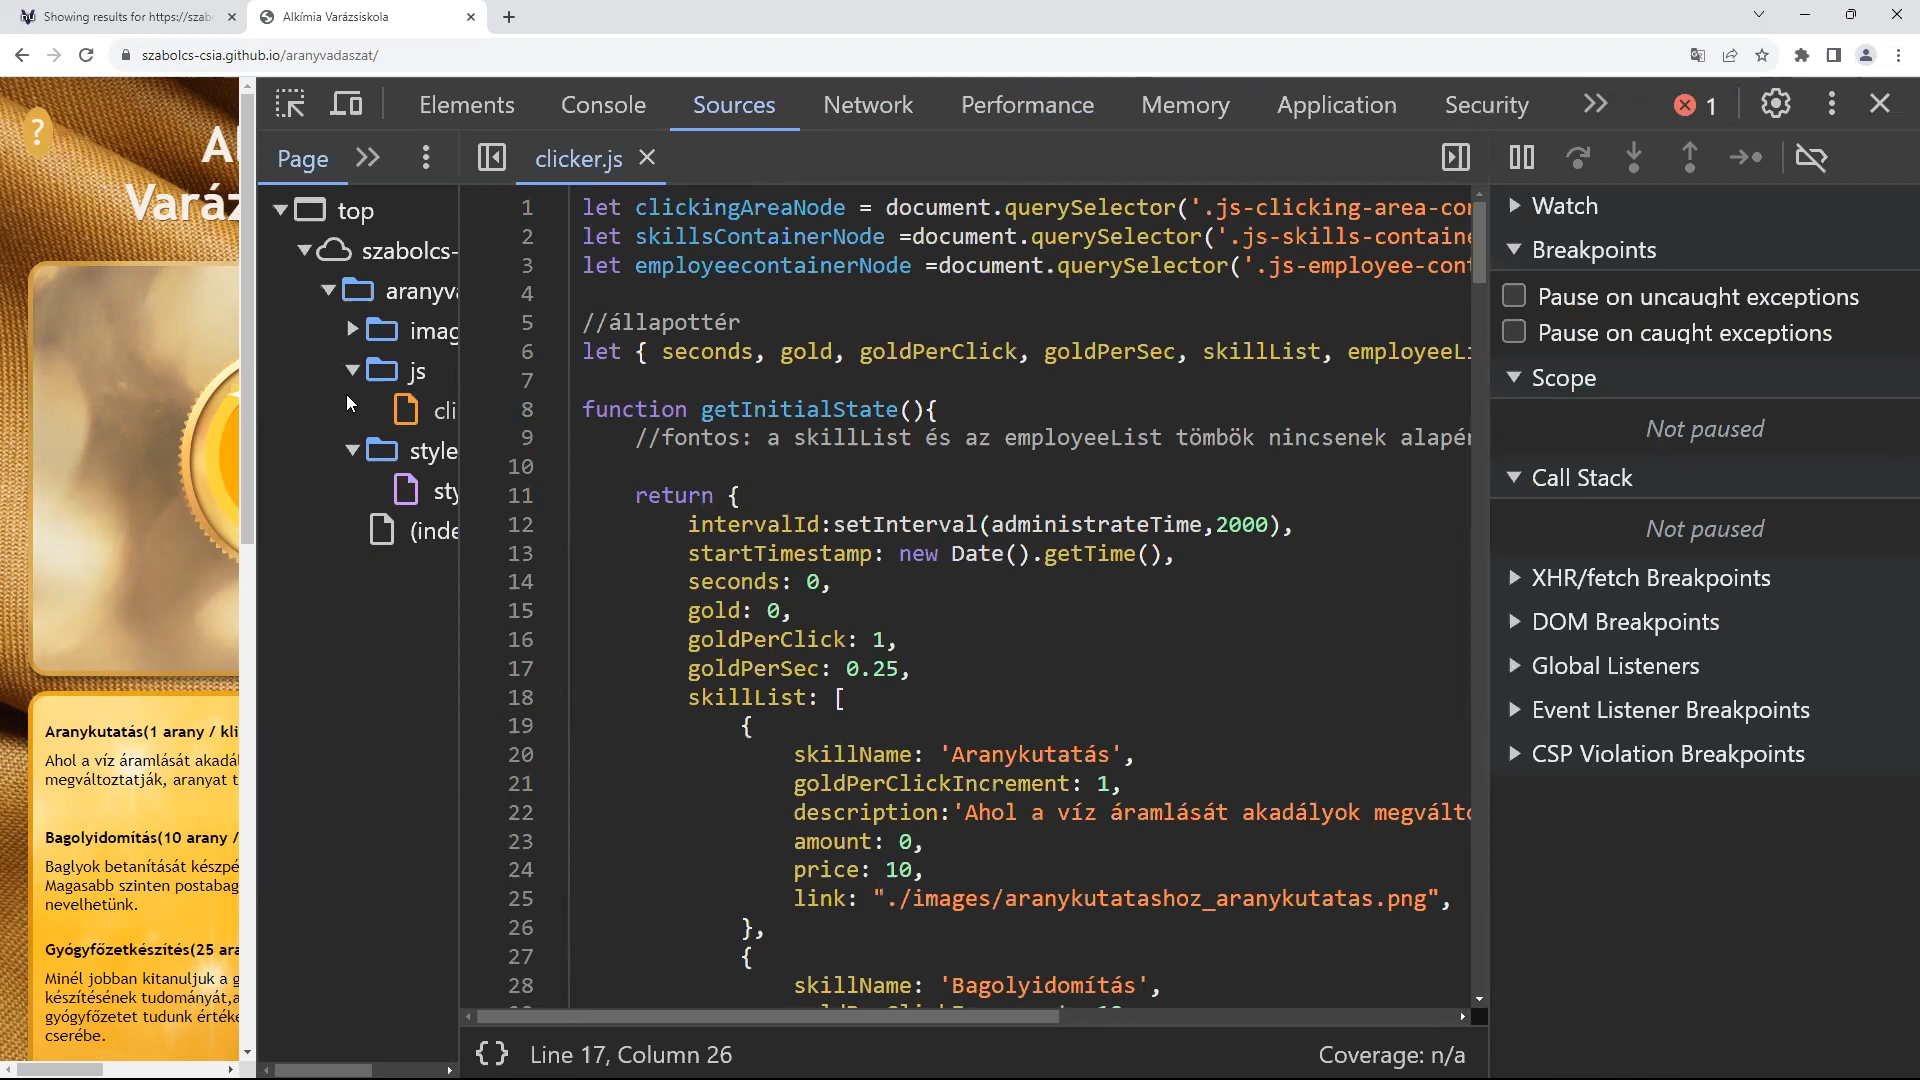 Showing results for https://szab
Alkímia Varázsiskola
szabolcs-csia.github.io/aranyvadaszat/
?
Al
Varáz
Aranykutatás(1 arany / kli
Ahol a víz áramlását akadál
megváltoztatják, aranyat t
Bagolyidomítás(10 arany /
Baglyok betanítását készpé
Magasabb szinten postabag
nevelhetünk.
Gyógyfőzetkészítés(25 ara
Minél jobban kitanuljuk a g
készítésének tudományát,a
gyógyfőzetet tudunk értéke
cserébe.
Elements Console Sources Network Performance Memory Application Security 1
Page
top
szabolcs-
aranyva
imag
js
cli
style
sty
(inde
clicker.js
1 let clickingAreaNode = document.querySelector('.js-clicking-area-con
2 let skillsContainerNode =document.querySelector('.js-skills-containe
3 let employeecontainerNode =document.querySelector('.js-employee-cont
4
5 //állapottér
6 let { seconds, gold, goldPerClick, goldPerSec, skillList, employeeLi
7
8 function getInitialState(){
9 //fontos: a skillList és az employeeList tömbök nincsenek alapér
10
11 return {
12 intervalId:setInterval(administrateTime,2000),
13 startTimestamp: new Date().getTime(),
14 seconds: 0,
15 gold: 0,
16 goldPerClick: 1,
17 goldPerSec: 0.25,
18 skillList: [
19 {
20 skillName: 'Aranykutatás',
21 goldPerClickIncrement: 1,
22 description:'Ahol a víz áramlását akadályok megválto
23 amount: 0,
24 price: 10,
25 link: "./images/aranykutatashoz_aranykutatas.png",
26 },
27 {
28 skillName: 'Bagolyidomítás',
{} Line 17, Column 26
Coverage: n/a
Watch
Breakpoints
Pause on uncaught exceptions
Pause on caught exceptions
Scope
Not paused
Call Stack
Not paused
XHR/fetch Breakpoints
DOM Breakpoints
Global Listeners
Event Listener Breakpoints
CSP Violation Breakpoints